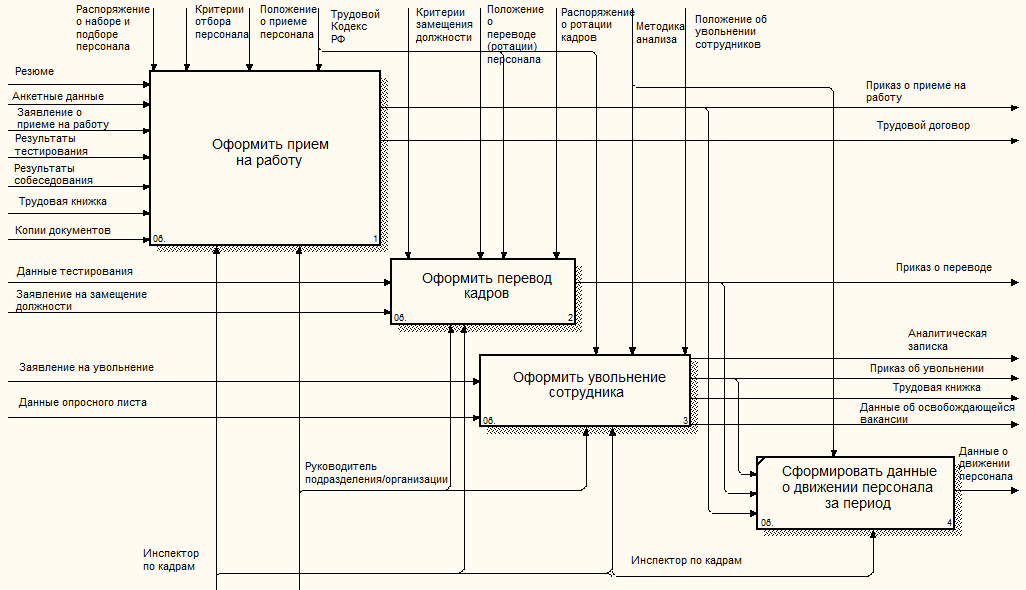 Распоряжение
о наборе и
подборе
персонала
Критерии
отбора
персонала
Положение
о приеме
персонала
Трудовой
Кодекс
РФ
Критерии
замещения
должности
Положение
о
переводе
(ротации)
персонала
Распоряжение
о ротации
кадров
Методика
анализа
Положение об
увольнении
сотрудников
Резюме
Анкетные данные
Заявление о
приеме на работу
Результаты
тестирования
Результаты
собеседования
Трудовая книжка
Копии документов
Оформить прием
на работу
0б.
1
Приказ о приеме на
работу
Трудовой договор
Данные тестирования
Заявление на замещение
должности
Оформить перевод
кадров
0б.
2
Приказ о переводе
Заявление на увольнение
Данные опросного листа
Оформить увольнение
сотрудника
0б.
3
Аналитическая
записка
Приказ об увольнении
Трудовая книжка
Данные об освобождающейся
вакансии
Сформировать данные
о движении персонала
за период
0б.
4
Данные о
движении
персонала
Руководитель
подразделения/организации
Инспектор
по кадрам
Инспектор по кадрам